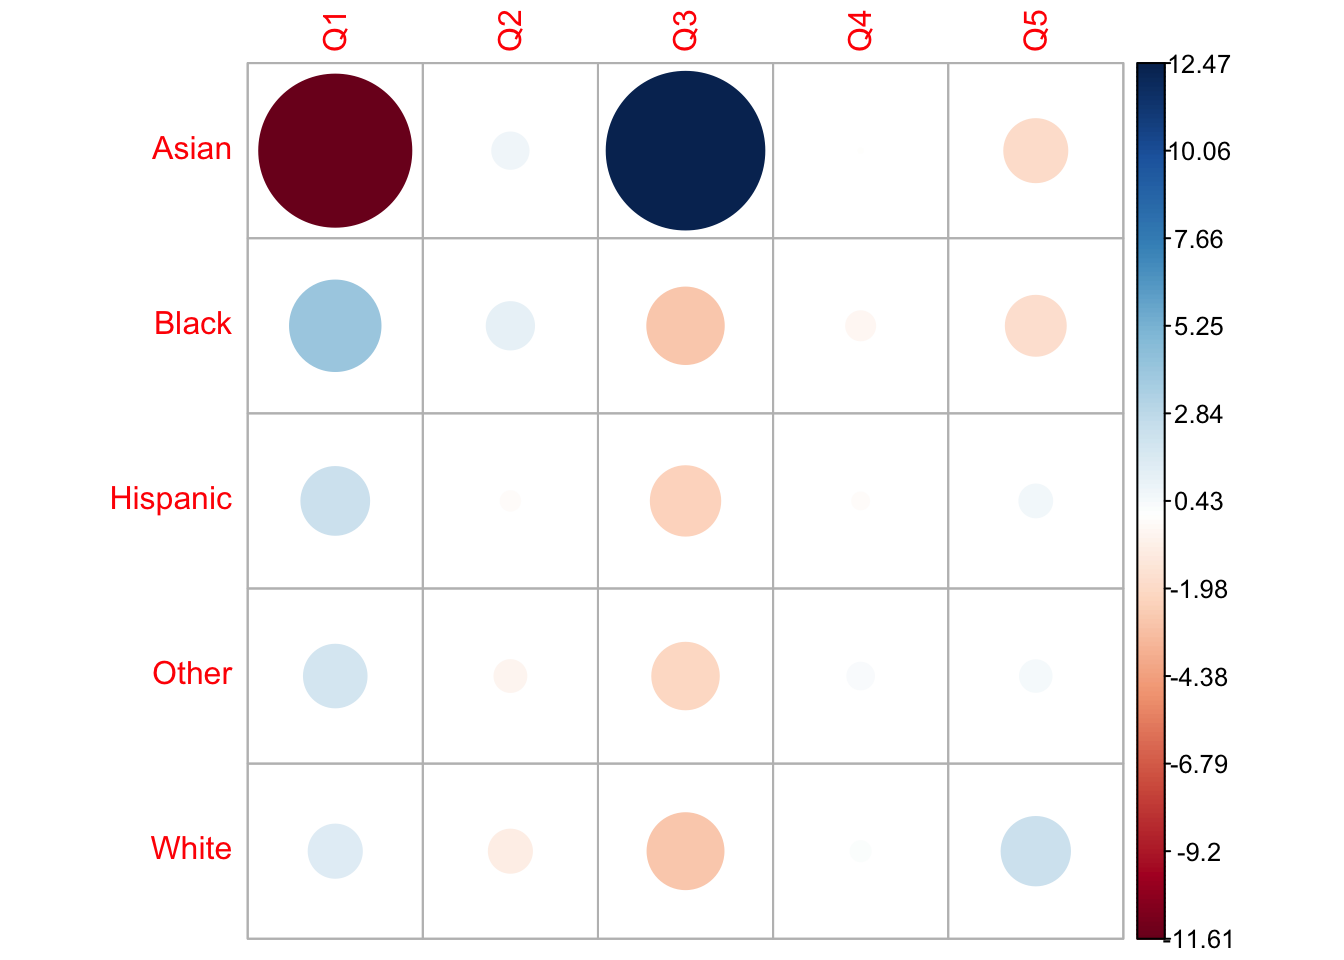 Q1 Q2 Q3 Q4 Q5
Asian
Black
Hispanic
Other
White
12.47
10.06
7.66
5.25
2.84
0.43
-1.98
-4.38
-6.79
-9.2
-11.61